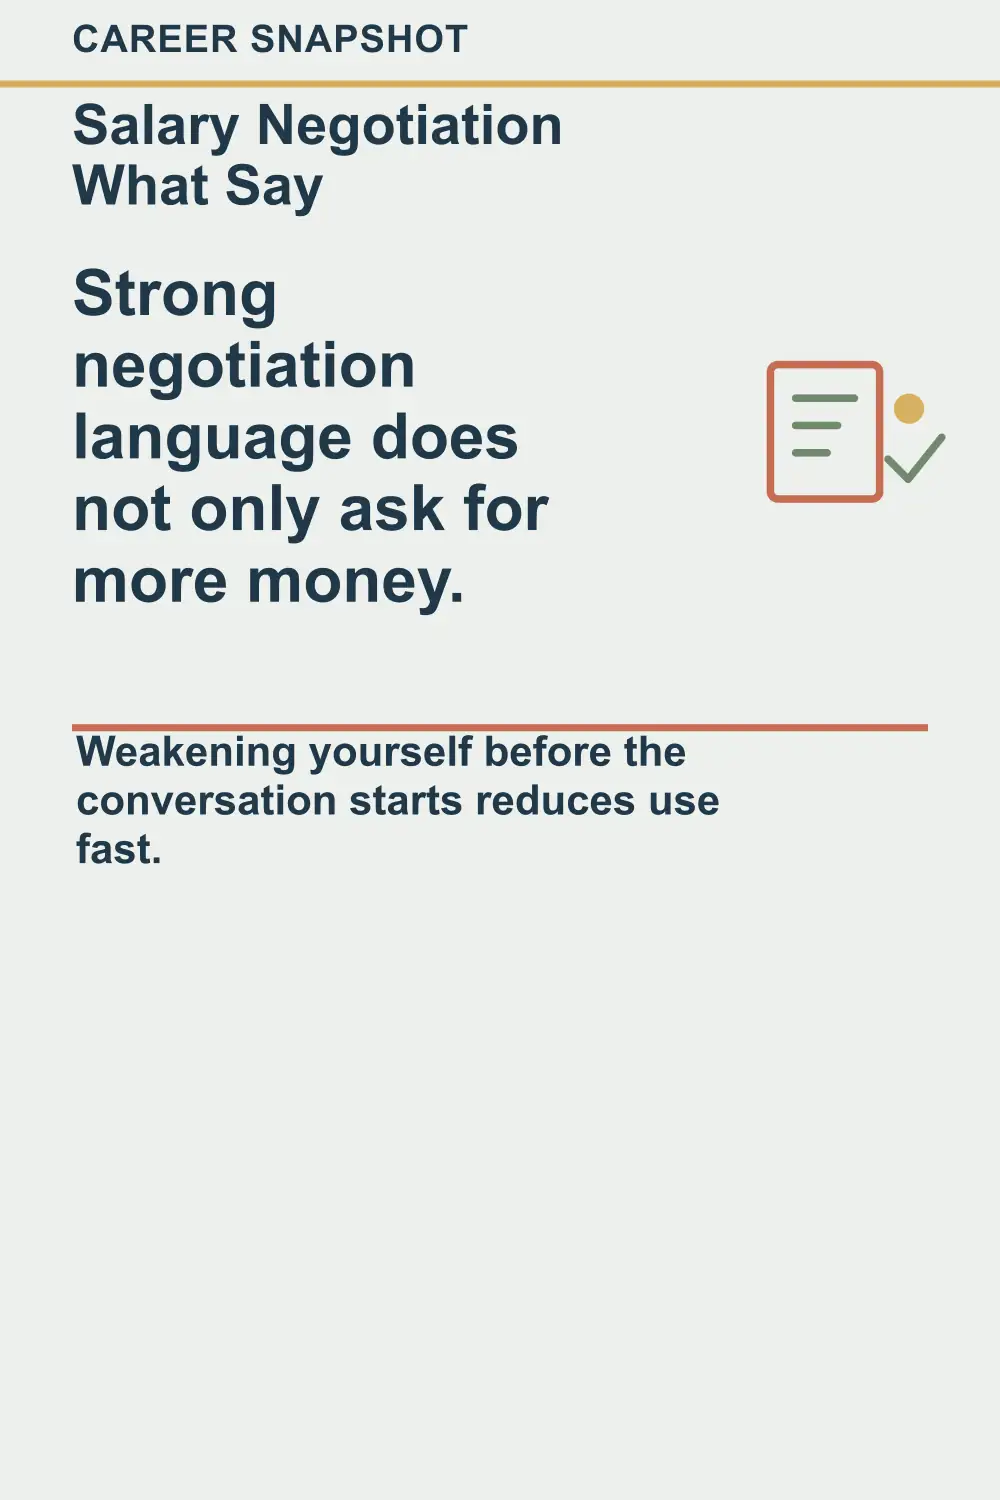 CAREER SNAPSHOT
Salary Negotiation
What Say
Strong
negotiation
language does
not only ask for
more money.
Weakening yourself before the
conversation starts reduces use
fast.